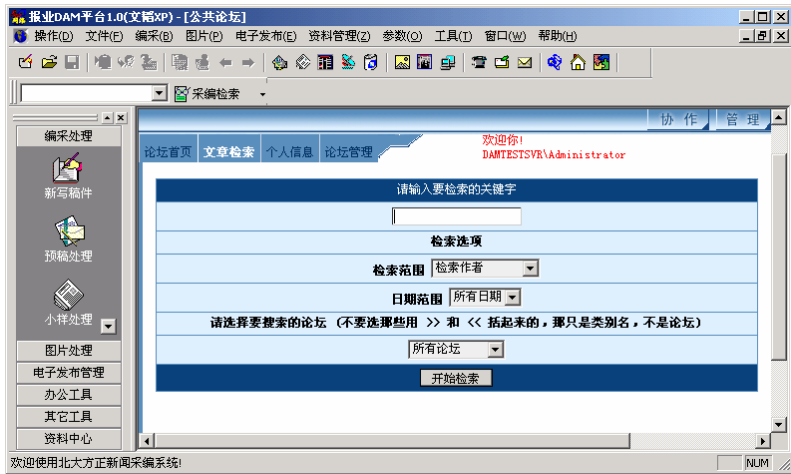 报业DAM平台1.0(文韬XP) - [公共论坛]
操作(D) 文件(F) 编采(B) 图片(P) 电子发布(E) 资料管理(Z) 参数(O) 工具(T) 窗口(W) 帮助(H)
采编检索
协 作 管 理
编采处理
论坛首页 文章检索 个人信息 论坛管理
欢迎你!
DAMTESTSVR\Administrator
新写稿件
预稿处理
小样处理
图片处理
电子发布管理
办公工具
其它工具
资料中心
请输入要检索的关键字
检索选项
检索范围 检索作者
日期范围 所有日期
请选择要搜索的论坛 (不要选那些用 >> 和 << 括起来的，那只是类别名，不是论坛)
所有论坛
开始检索
欢迎使用北大方正新闻采编系统!
NUM